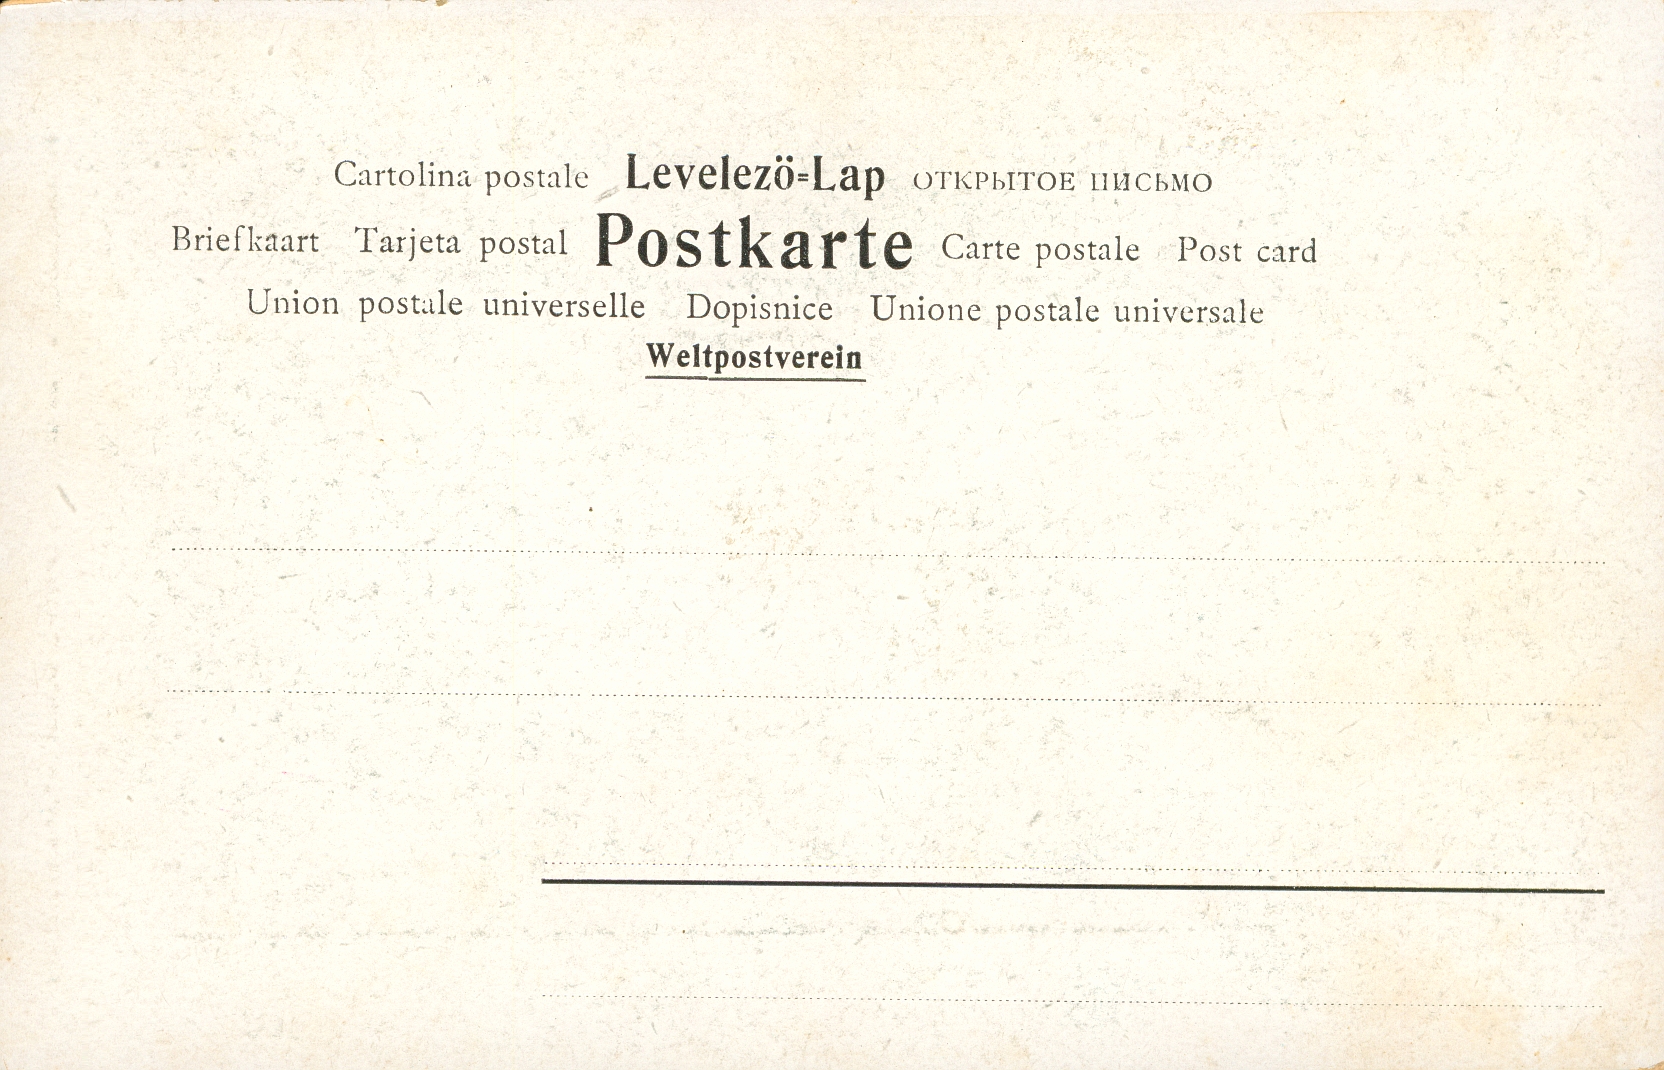 Cartolina postale Levelezö=Lap ОТКРЫТОЕ ПИСЬМО
Briefkaart Tarjeta postal Postkarte Carte postale Post card
Union postale universelle Dopisnice Unione postale universale
Weltpostverein